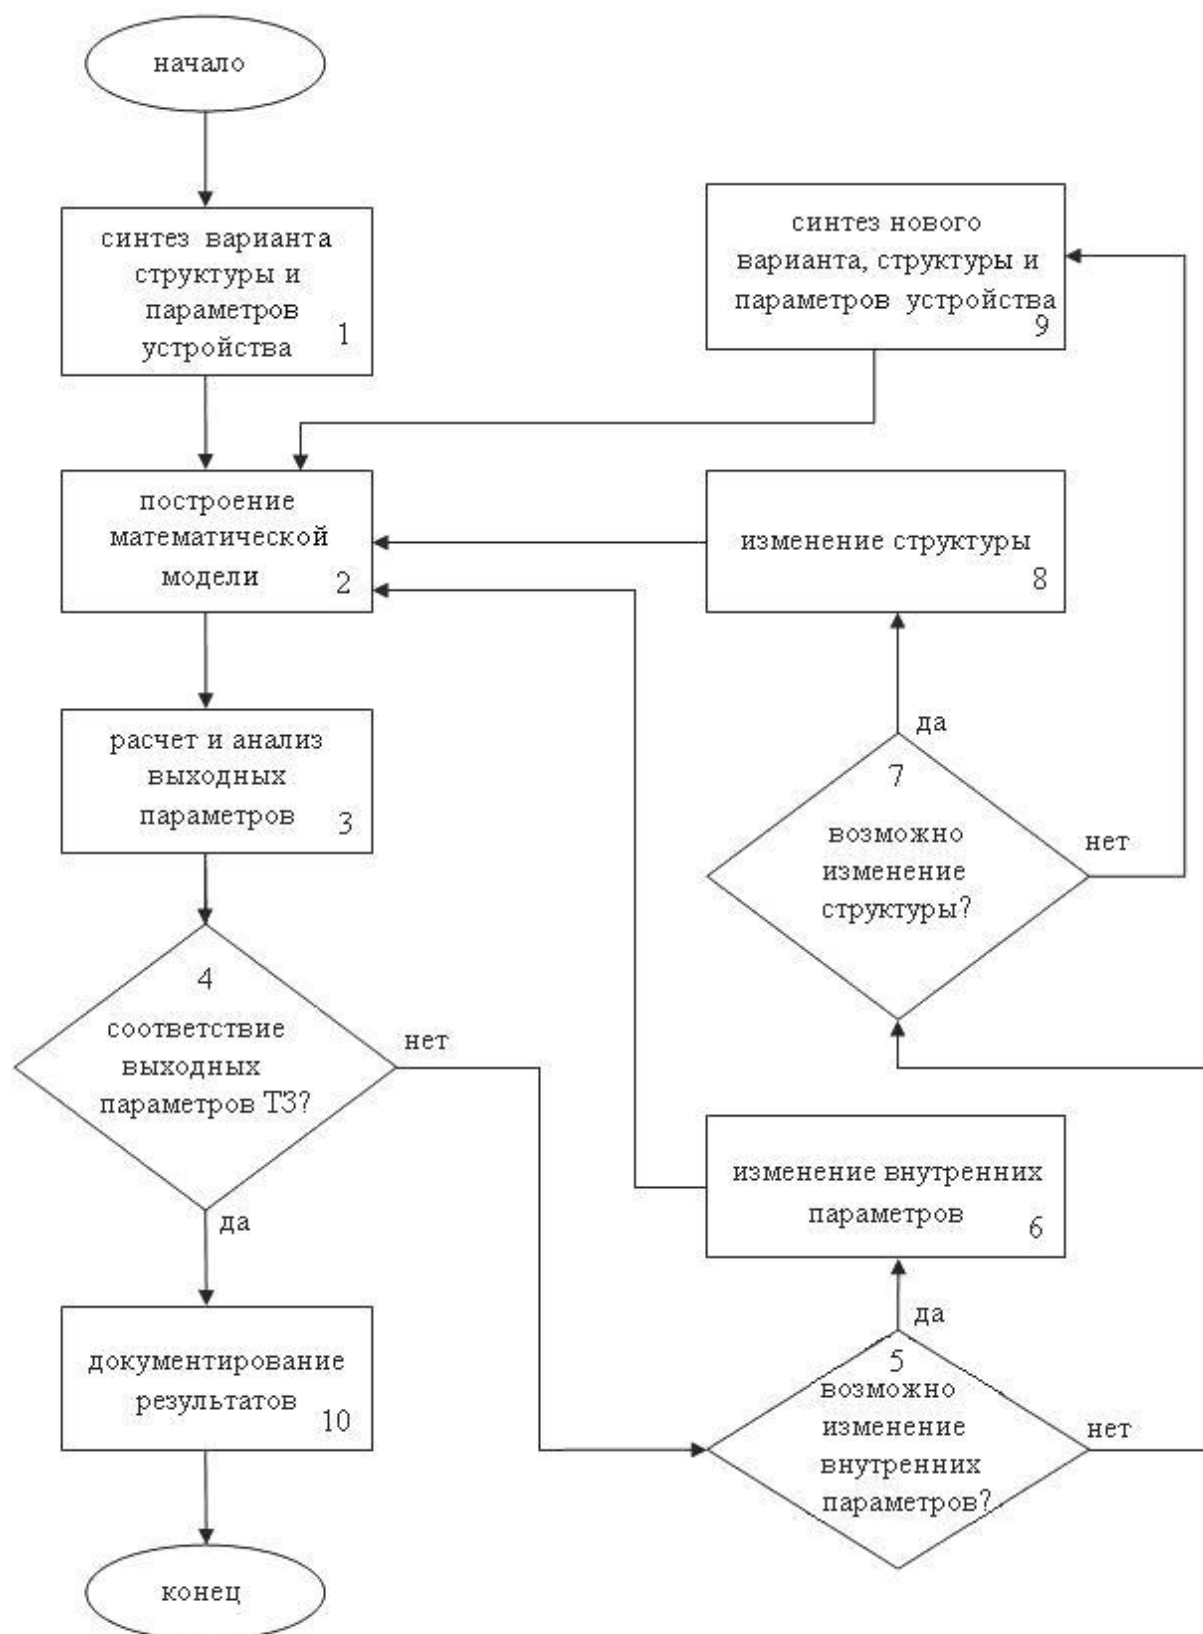 начало
синтез варианта
структуры и
параметров
устройства
1
синтез нового
варианта, структуры и
параметров устройства
9
построение
математической
модели
2
изменение структуры
8
расчет и анализ
выходных
параметров
3
да
7
возможно
изменение
структуры?
нет
4
соответствие
выходных
параметров ТЗ?
нет
да
изменение внутренних
параметров
6
да
5
возможно
изменение
внутренних
параметров?
нет
документирование
результатов
10
конец